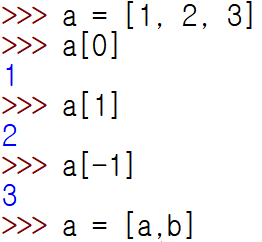 >>> a = [1, 2, 3]
>>> a[0]
1
>>> a[1]
2
>>> a[-1]
3
>>> a = [a,b]